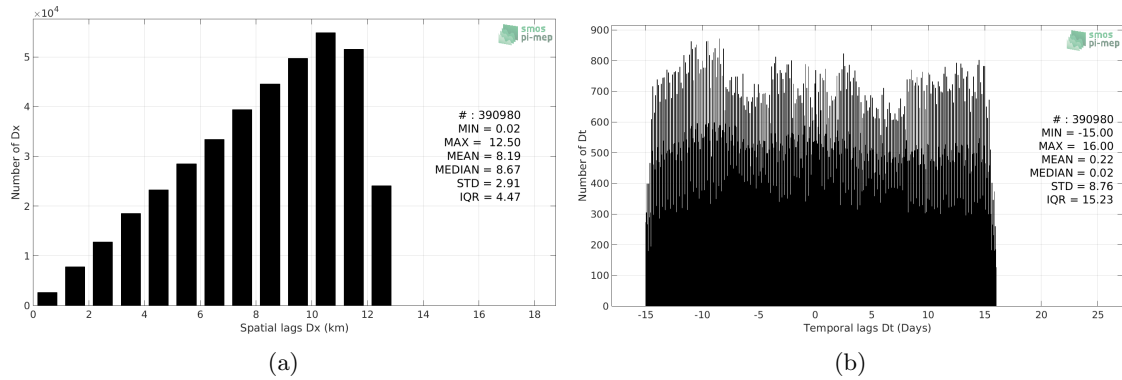 ×10⁴
smos
pi-mep
5
4
3
2
1
0
Number of Dx
# : 390980
MIN = 0.02
MAX = 12.50
MEAN = 8.19
MEDIAN = 8.67
STD = 2.91
IQR = 4.47
0 2 4 6 8 10 12 14 16 18
Spatial lags Dx (km)
(a)
smos
pi-mep
900
800
700
600
500
400
300
200
100
0
Number of Dt
# : 390980
MIN = -15.00
MAX = 16.00
MEAN = 0.22
MEDIAN = 0.02
STD = 8.76
IQR = 15.23
-15 -10 -5 0 5 10 15 20 25
Temporal lags Dt (Days)
(b)